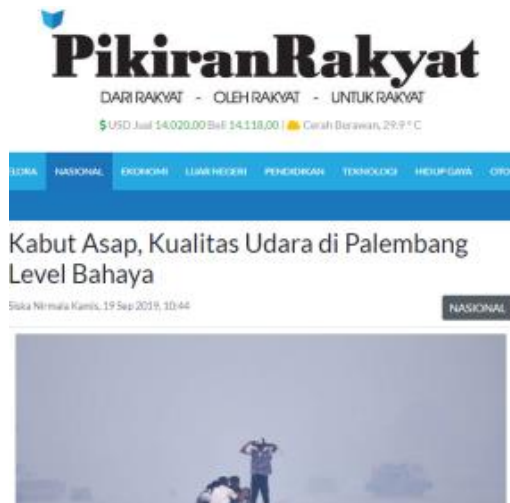 PikiranRakyat
DARI RAKYAT - OLEH RAKYAT - UNTUK RAKYAT
$ USD Jual 14.020,00 Beli 14.118,00 | Cerah Berawan, 29.9 ° C
ELORA NASIONAL EKONOMI LUAR NEGERI PENDIDIKAN TEKNOLOGI HIDUP GAYA OTO
Kabut Asap, Kualitas Udara di Palembang
Level Bahaya
Siska Nirmala Kamis, 19 Sep 2019, 10:44
NASIONAL